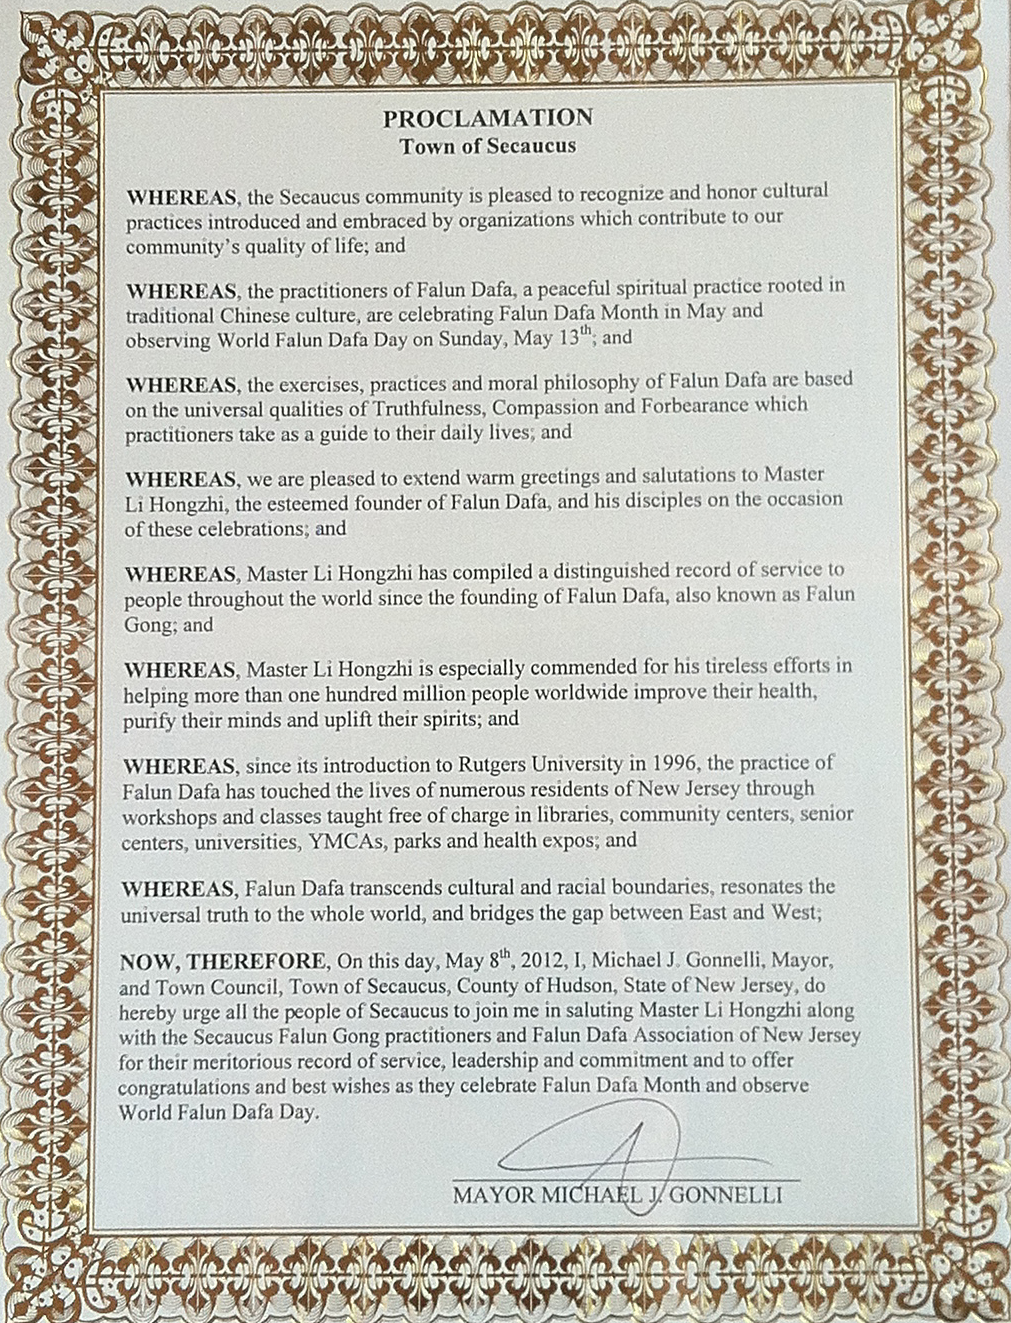 PROCLAMATION
Town of Secaucus
WHEREAS, the Secaucus community is pleased to recognize and honor cultural
practices introduced and embraced by organizations which contribute to our
community's quality of life; and
WHEREAS, the practitioners of Falun Dafa, a peaceful spiritual practice rooted in
traditional Chinese culture, are celebrating Falun Dafa Month in May and
observing World Falun Dafa Day on Sunday, May 13th; and
WHEREAS, the exercises, practices and moral philosophy of Falun Dafa are based
on the universal qualities of Truthfulness, Compassion and Forbearance which
practitioners take as a guide to their daily lives; and
WHEREAS, we are pleased to extend warm greetings and salutations to Master
Li Hongzhi, the esteemed founder of Falun Dafa, and his disciples on the occasion
of these celebrations; and
WHEREAS, Master Li Hongzhi has compiled a distinguished record of service to
people throughout the world since the founding of Falun Dafa, also known as Falun
Gong; and
WHEREAS, Master Li Hongzhi is especially commended for his tireless efforts in
helping more than one hundred million people worldwide improve their health,
purify their minds and uplift their spirits; and
WHEREAS, since its introduction to Rutgers University in 1996, the practice of
Falun Dafa has touched the lives of numerous residents of New Jersey through
workshops and classes taught free of charge in libraries, community centers, senior
centers, universities, YMCAs, parks and health expos; and
WHEREAS, Falun Dafa transcends cultural and racial boundaries, resonates the
universal truth to the whole world, and bridges the gap between East and West;
NOW, THEREFORE, On this day, May 8th, 2012, I, Michael J. Gonnelli, Mayor,
and Town Council, Town of Secaucus, County of Hudson, State of New Jersey, do
hereby urge all the people of Secaucus to join me in saluting Master Li Hongzhi along
with the Secaucus Falun Gong practitioners and Falun Dafa Association of New Jersey
for their meritorious record of service, leadership and commitment and to offer
congratulations and best wishes as they celebrate Falun Dafa Month and observe
World Falun Dafa Day.
MAYOR MICHAEL J. GONNELLI